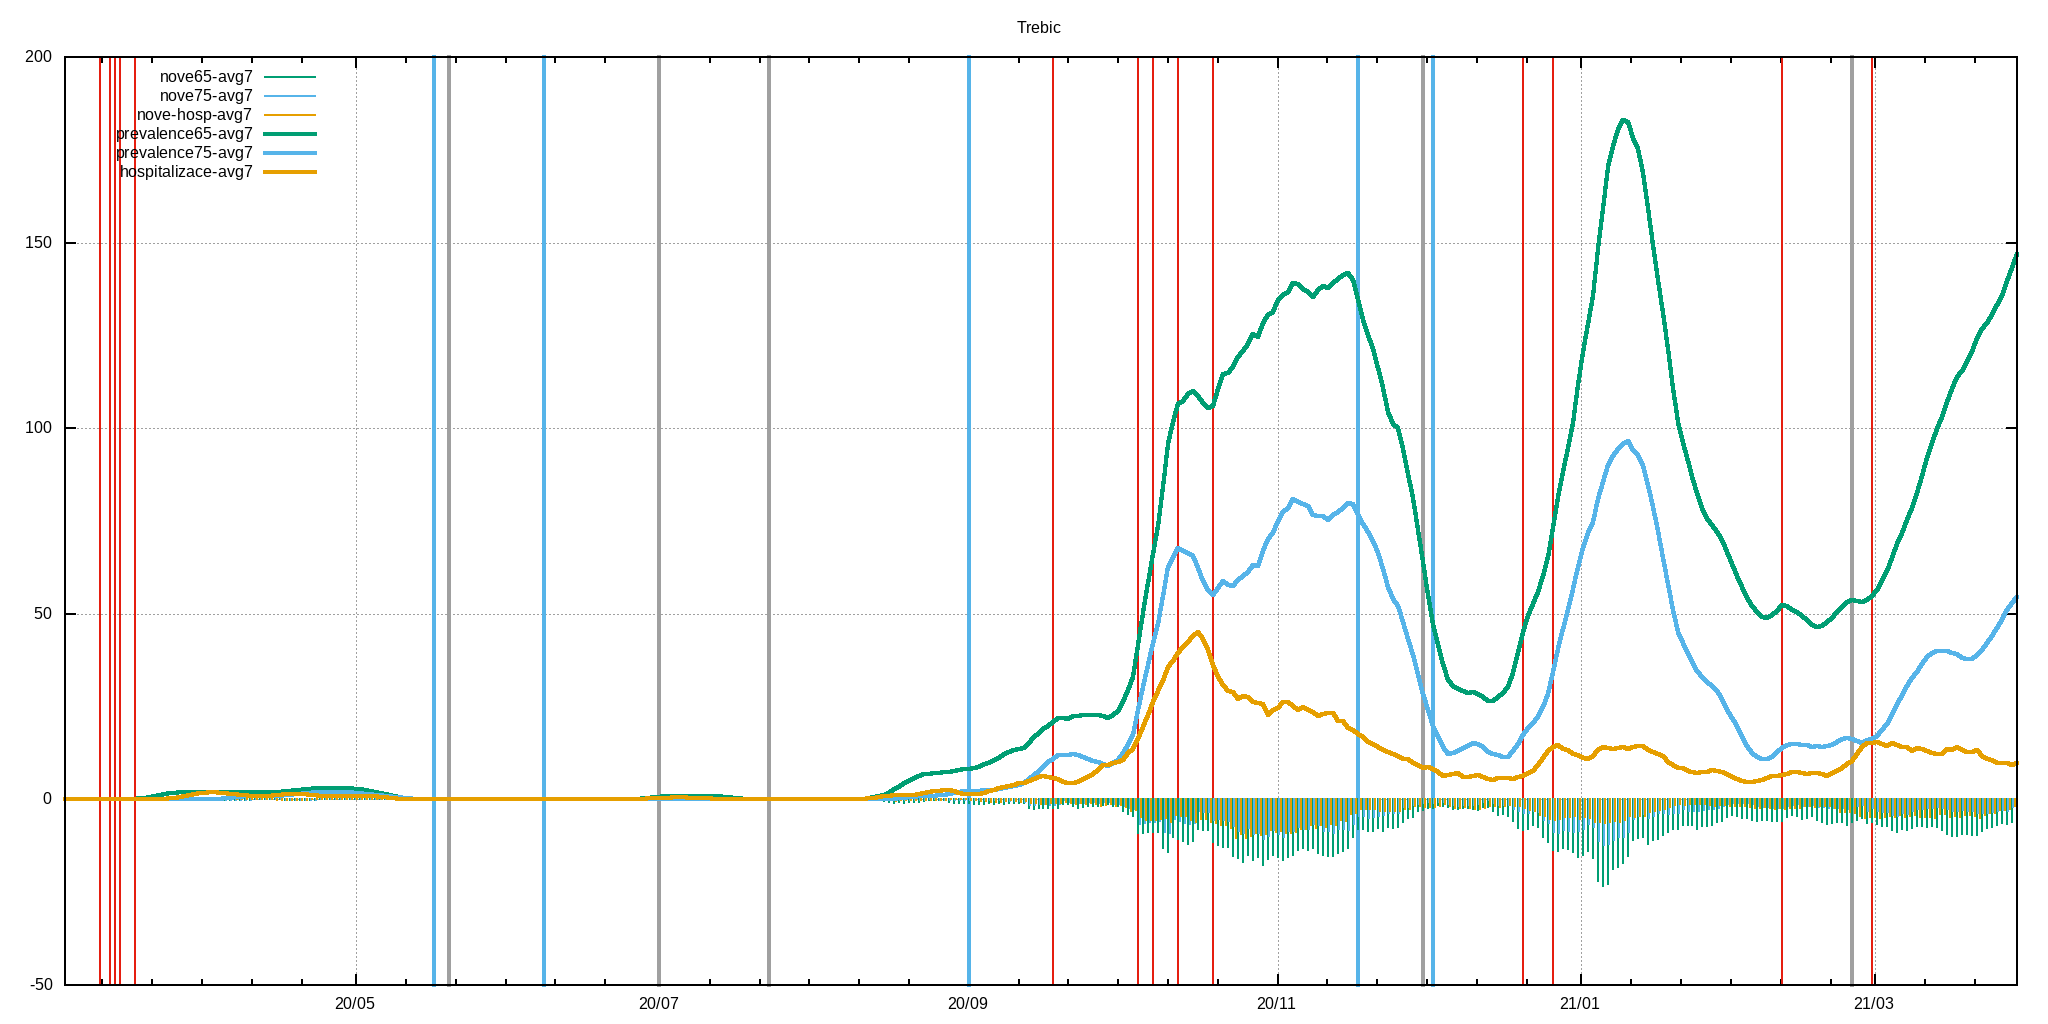 Trebic
200
150
100
50
0
-50
nove65-avg7
nove75-avg7
nove-hosp-avg7
prevalence65-avg7
prevalence75-avg7
hospitalizace-avg7
20/05
20/07
20/09
20/11
21/01
21/03